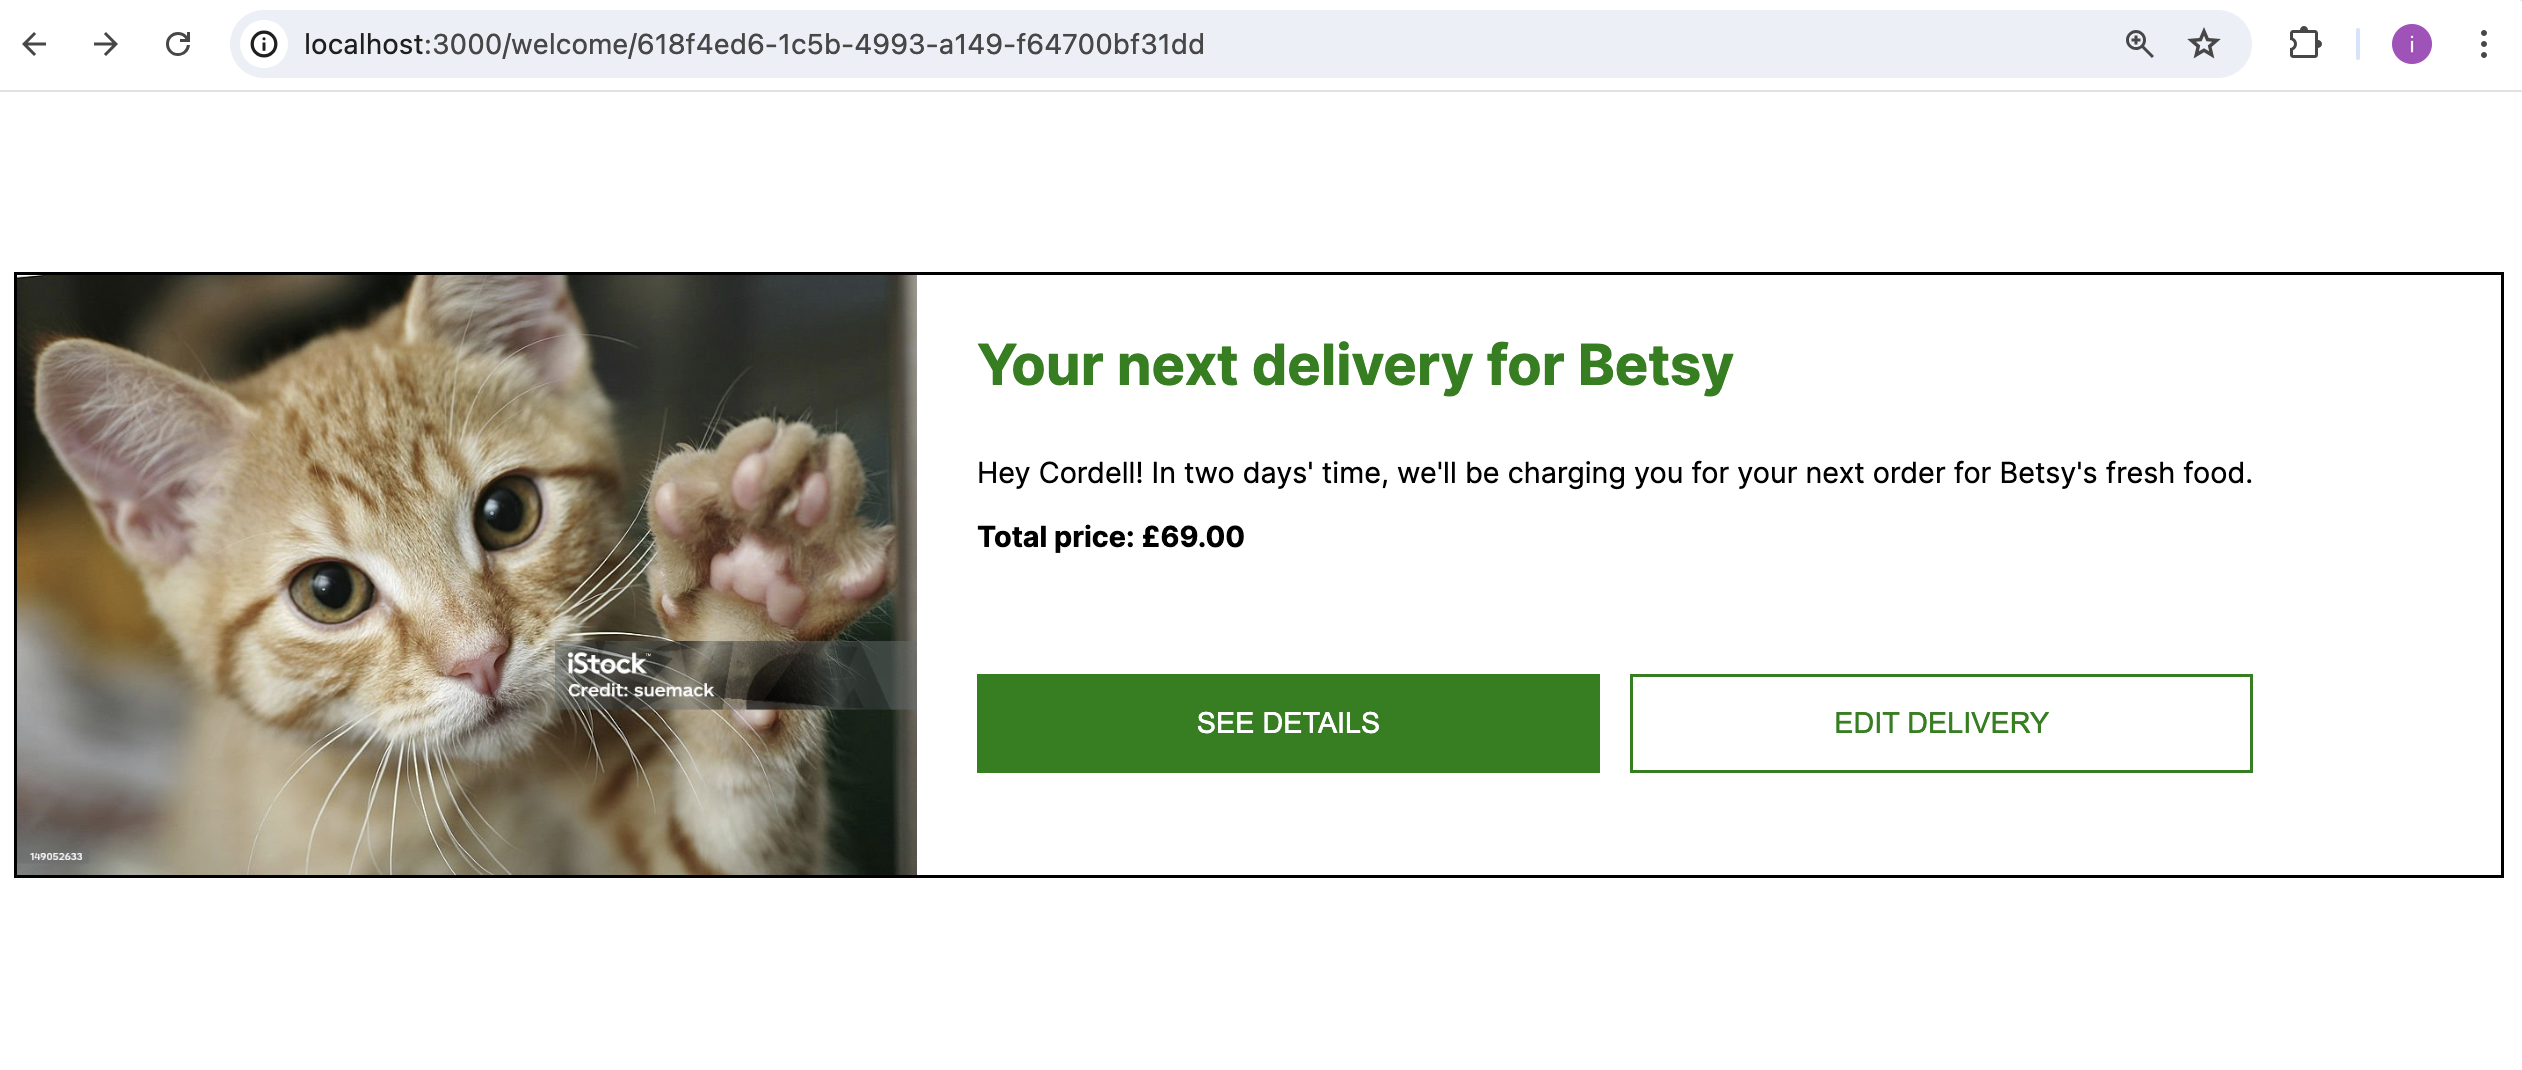 localhost:3000/welcome/618f4ed6-1c5b-4993-a149-f64700bf31dd
i
Your next delivery for Betsy
Hey Cordell! In two days' time, we'll be charging you for your next order for Betsy's fresh food.
Total price: £69.00
iStock™
Credit: suemack
SEE DETAILS
EDIT DELIVERY
149052633